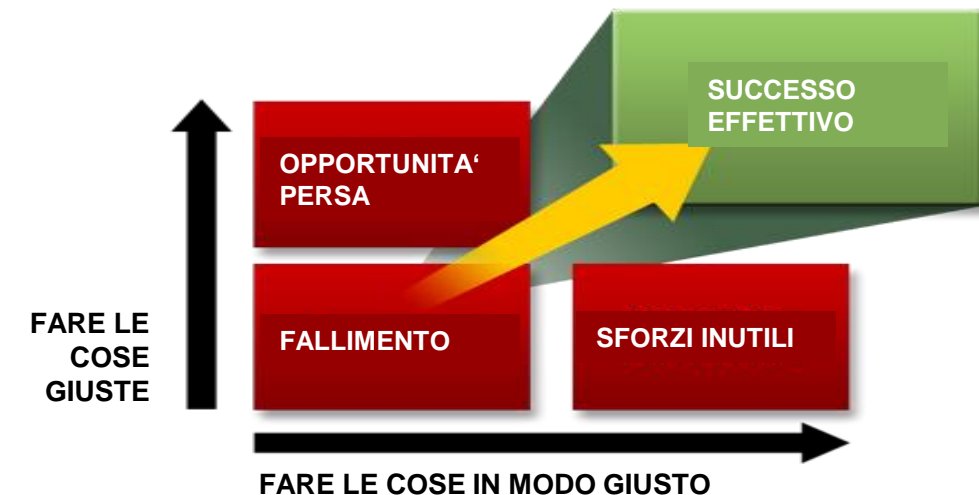 SUCCESSO
EFFETTIVO
OPPORTUNITA‘
PERSA
FALLIMENTO
SFORZI INUTILI
FARE LE
COSE
GIUSTE
FARE LE COSE IN MODO GIUSTO